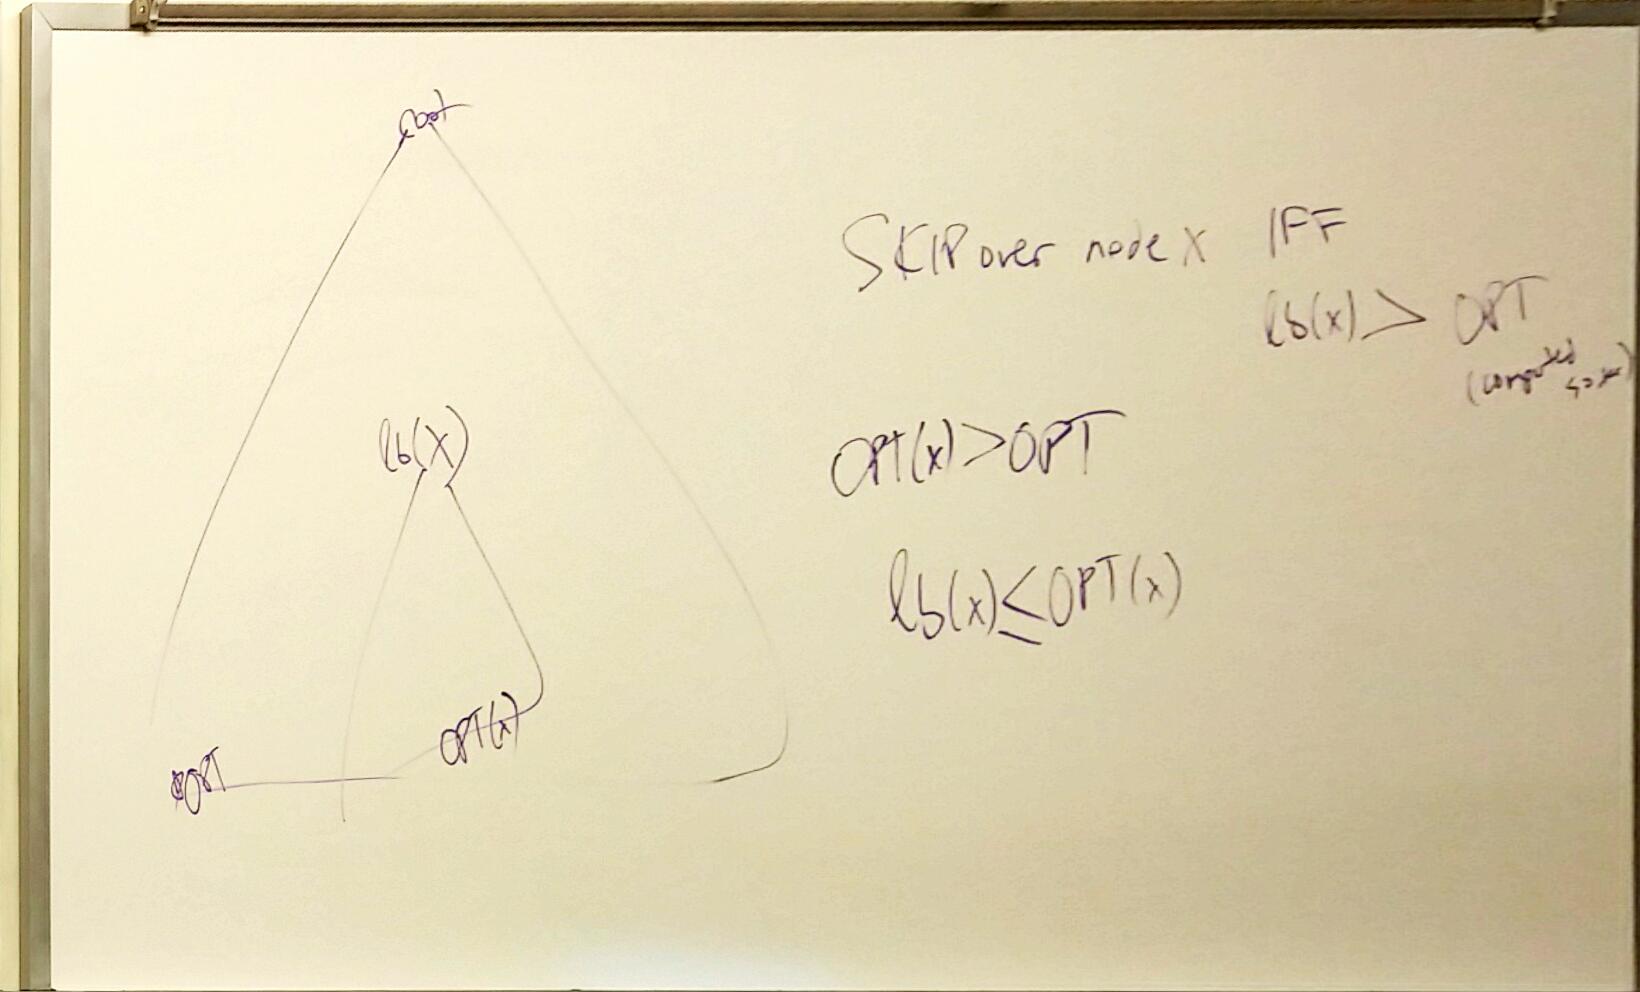 root
lb(x)
OPT(x)
OPT
SKIP over node x IFF
lb(x) > OPT
(computed so far)
OPT(x) > OPT
lb(x) ≤ OPT(x)